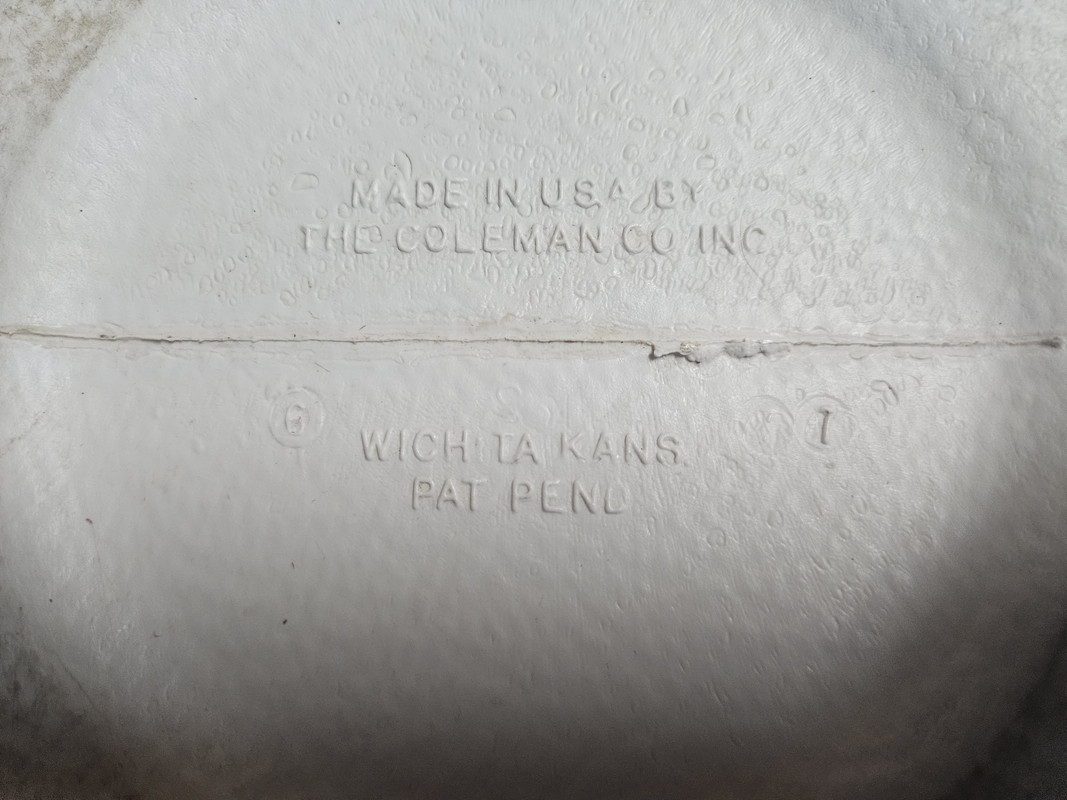 MADE IN USA BY
THE COLEMAN CO INC
6
1
WICHITA KANS.
PAT PEND